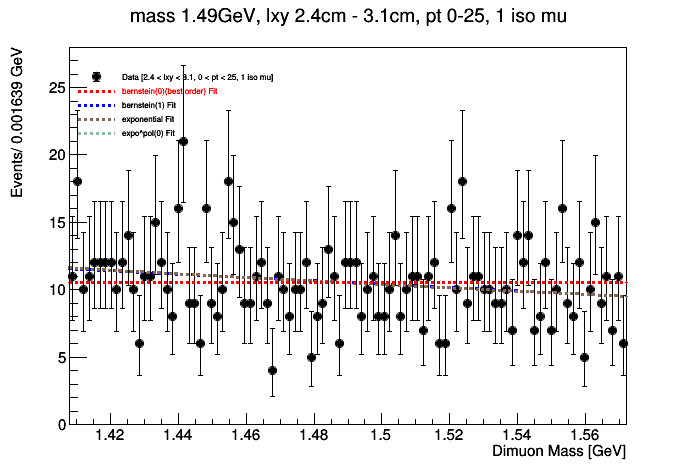 mass 1.49GeV, lxy 2.4cm - 3.1cm, pt 0-25, 1 iso mu
Events/ 0.001639 GeV
Data [2.4 < lxy < 3.1, 0 < pt < 25, 1 iso mu]
bernstein(0)(best order) Fit
bernstein(1) Fit
exponential Fit
expo*pol(0) Fit
25
20
15
10
5
0
1.42 1.44 1.46 1.48 1.5 1.52 1.54 1.56
Dimuon Mass [GeV]